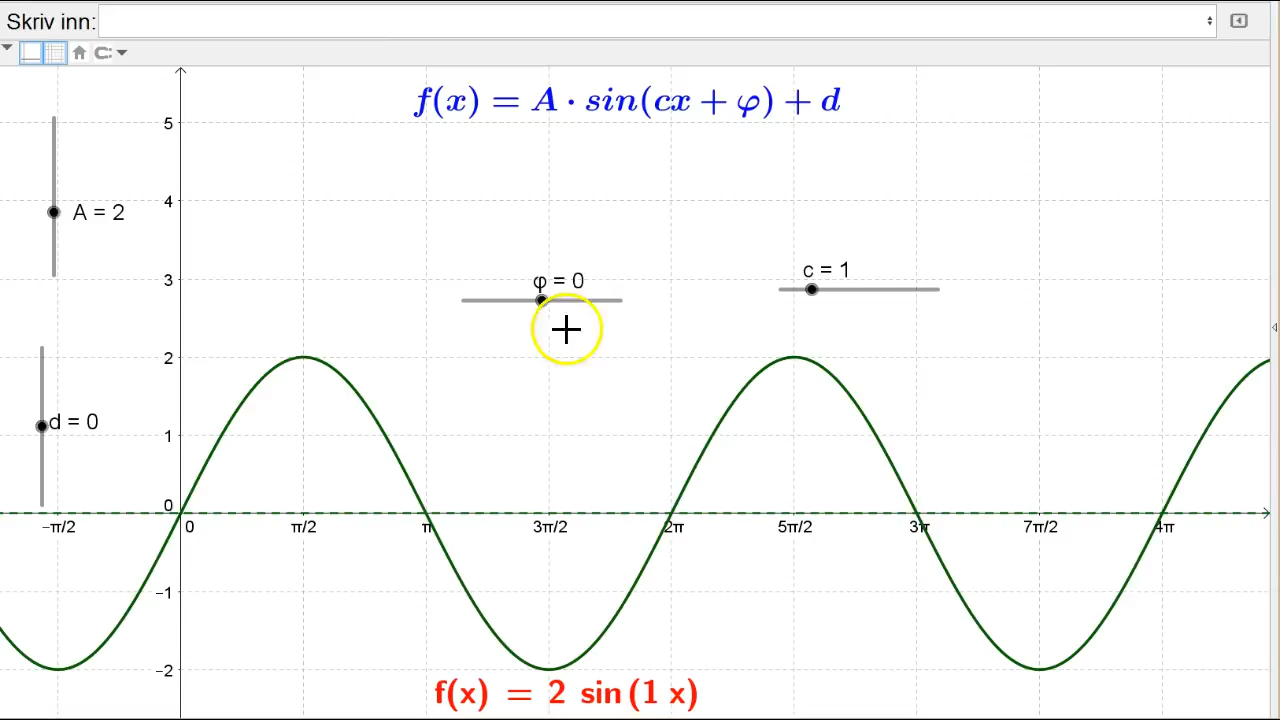 Skriv inn:
f(x) = A · sin(cx + φ) + d
5
4
A = 2
3
φ = 0
c = 1
2
d = 0
1
0
−π/2
0
π/2
π
3π/2
2π
5π/2
3π
7π/2
4π
−1
−2
f(x) = 2 sin (1 x)